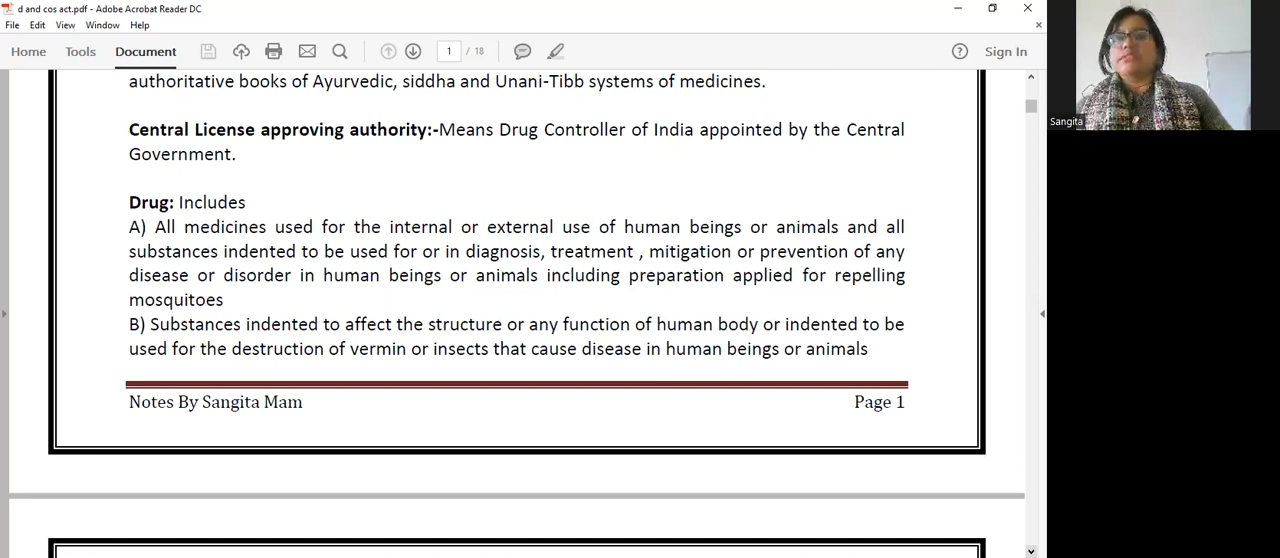 d and cos act.pdf - Adobe Acrobat Reader DC
File Edit View Window Help
Home Tools Document 1 / 18 Sign In
authoritative books of Ayurvedic, siddha and Unani-Tibb systems of medicines.
Central License approving authority:-Means Drug Controller of India appointed by the Central
Government.
Drug: Includes
A) All medicines used for the internal or external use of human beings or animals and all
substances indented to be used for or in diagnosis, treatment , mitigation or prevention of any
disease or disorder in human beings or animals including preparation applied for repelling
mosquitoes
B) Substances indented to affect the structure or any function of human body or indented to be
used for the destruction of vermin or insects that cause disease in human beings or animals
Notes By Sangita Mam Page 1
Sangita